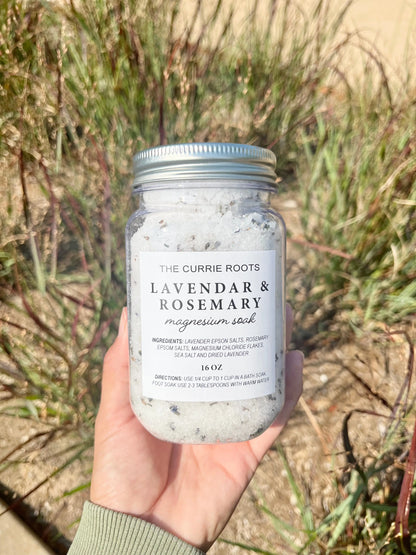 THE CURRIE ROOTS
LAVENDAR &
ROSEMARY
magnesium soak
INGREDIENTS: LAVENDER EPSON SALTS, ROSEMARY
EPSOM SALTS, MAGNESIUM CHLORIDE FLAKES,
SEA SALT AND DRIED LAVENDER
16 OZ
DIRECTIONS: USE 1/4 CUP TO 1 CUP IN A BATH SOAK
FOOT SOAK USE 2-3 TABLESPOONS WITH WARM WATER